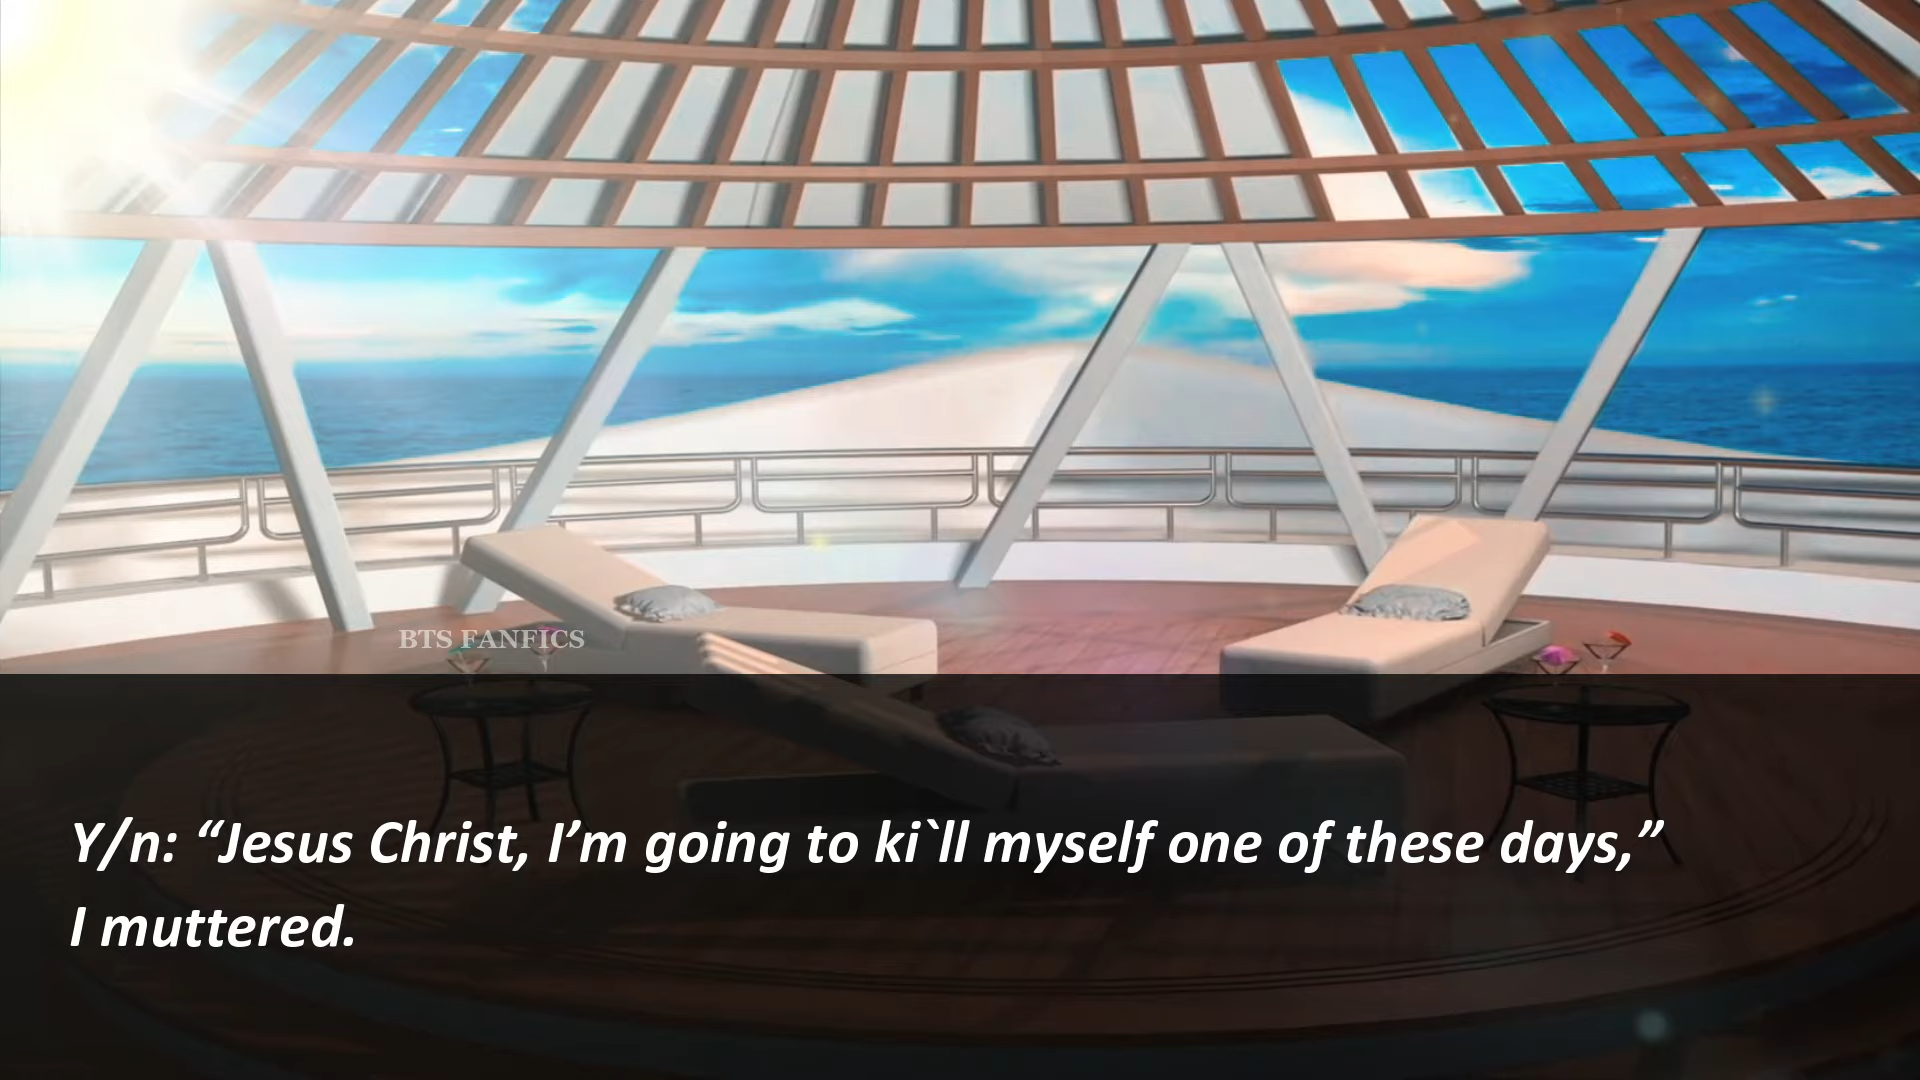 BTS FANFICS
Y/n: “Jesus Christ, I’m going to ki`ll myself one of these days,”
I muttered.